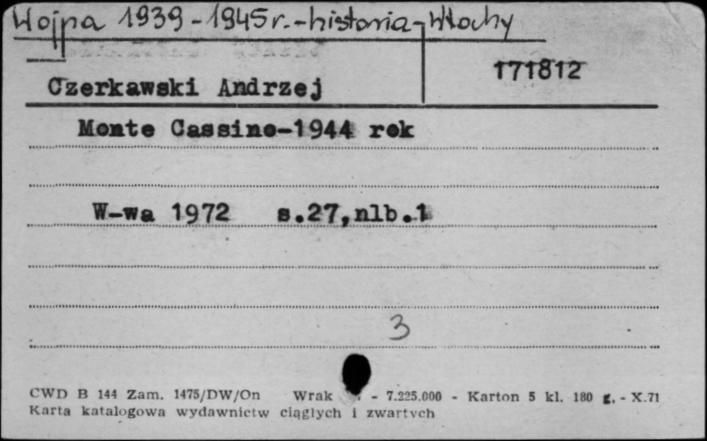 Wojna 1939-1945 r. - historia - Włochy
171812
Czerkawski Andrzej
Monte Cassino-1944 rok
W-wa 1972 s.27,nlb.1
3
CWD B 144 Zam. 1475/DW/On Wrak - 7.225.000 - Karton 5 kl. 180 g. - X.71
Karta katalogowa wydawnictw ciągłych i zwartych